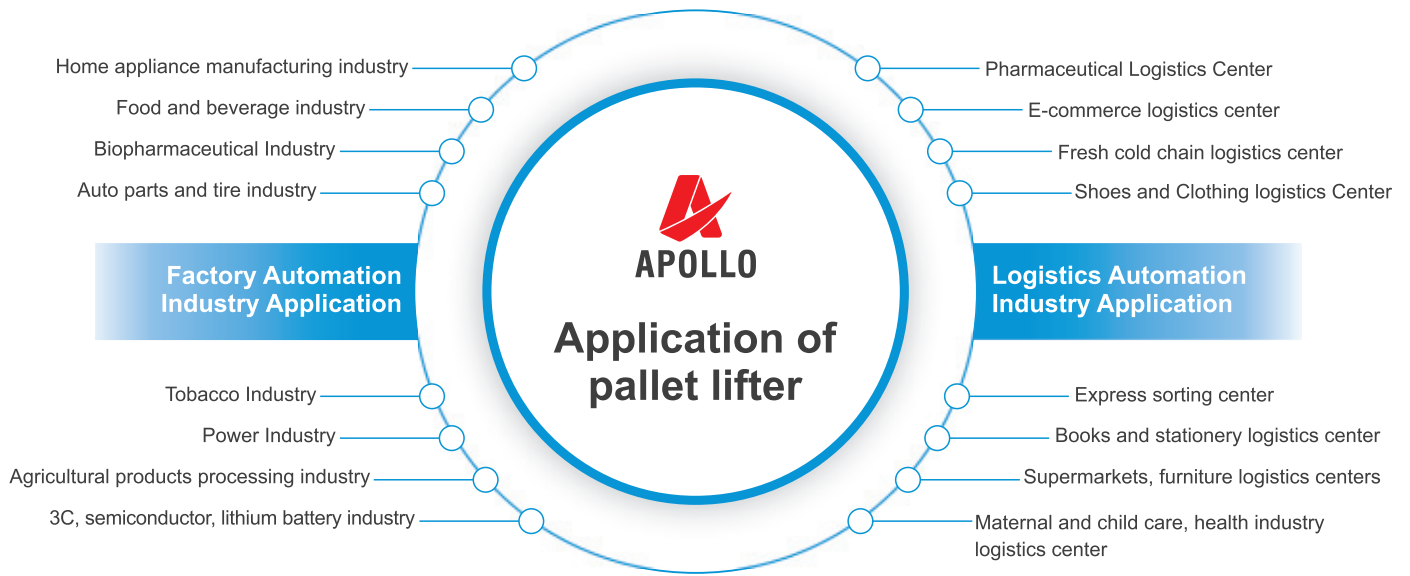 Home appliance manufacturing industry
Food and beverage industry
Biopharmaceutical Industry
Auto parts and tire industry
Factory Automation
Industry Application
Tobacco Industry
Power Industry
Agricultural products processing industry
3C, semiconductor, lithium battery industry
APOLLO
Application of
pallet lifter
Pharmaceutical Logistics Center
E-commerce logistics center
Fresh cold chain logistics center
Shoes and Clothing logistics Center
Logistics Automation
Industry Application
Express sorting center
Books and stationery logistics center
Supermarkets, furniture logistics centers
Maternal and child care, health industry
logistics center